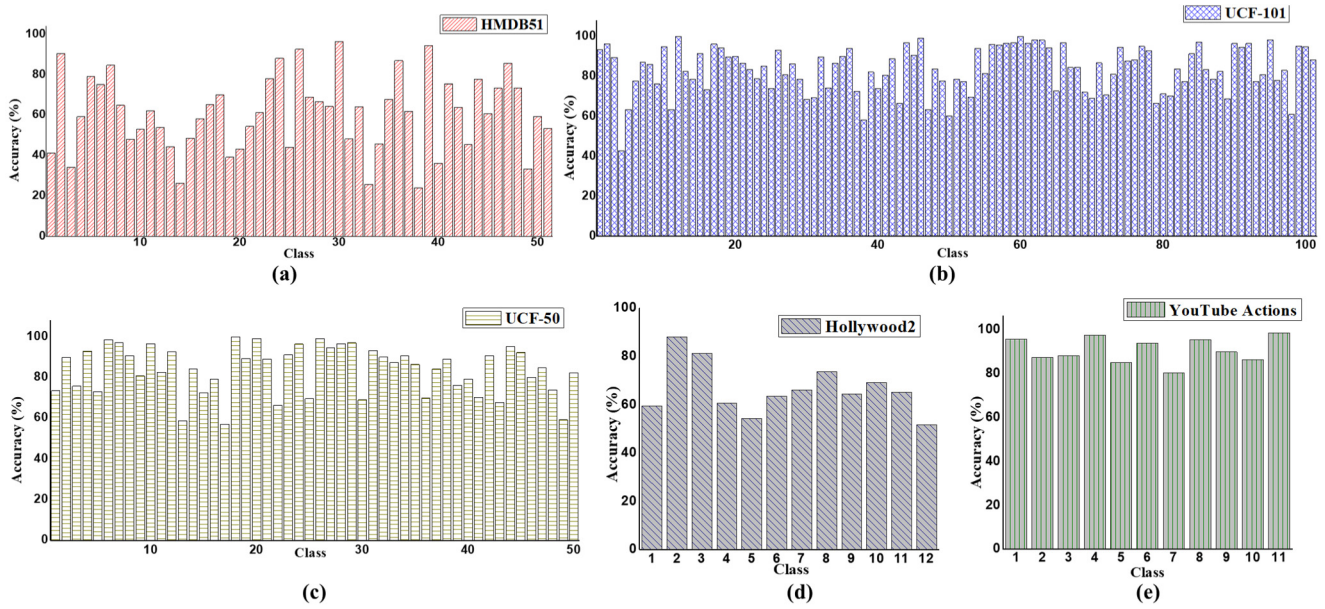 HMDB51
100
80
60
40
20
0
Accuracy (%)
10 20 30 40 50
Class
(a)
UCF-101
100
80
60
40
20
0
Accuracy (%)
20 40 60 80 100
Class
(b)
UCF-50
100
80
60
40
20
0
Accuracy (%)
10 20 30 40 50
Class
(c)
Hollywood2
100
80
60
40
20
0
Accuracy (%)
1 2 3 4 5 6 7 8 9 10 11 12
Class
(d)
YouTube Actions
100
80
60
40
20
0
Accuracy (%)
1 2 3 4 5 6 7 8 9 10 11
Class
(e)